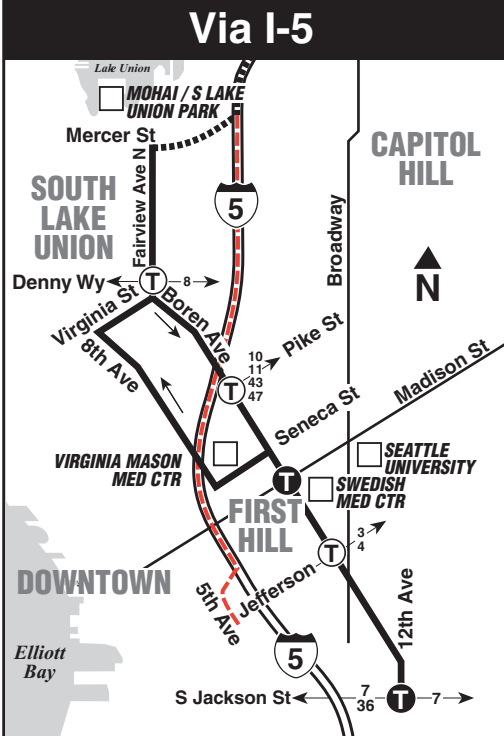 Via I-5
Lake Union
MOHAI / S LAKE
UNION PARK
Mercer St
CAPITOL
HILL
SOUTH
LAKE
UNION
Fairview Ave N
5
Broadway
Denny Wy
T
8
N
Virginia St
Boren Ave
8th Ave
10
11
43
47
Pike St
T
Madison St
Seneca St
VIRGINIA MASON
MED CTR
SEATTLE
UNIVERSITY
T
SWEDISH
MED CTR
FIRST
HILL
3
4
T
Jefferson
DOWNTOWN
5th Ave
12th Ave
Elliott
Bay
5
S Jackson St
7
36
T
7